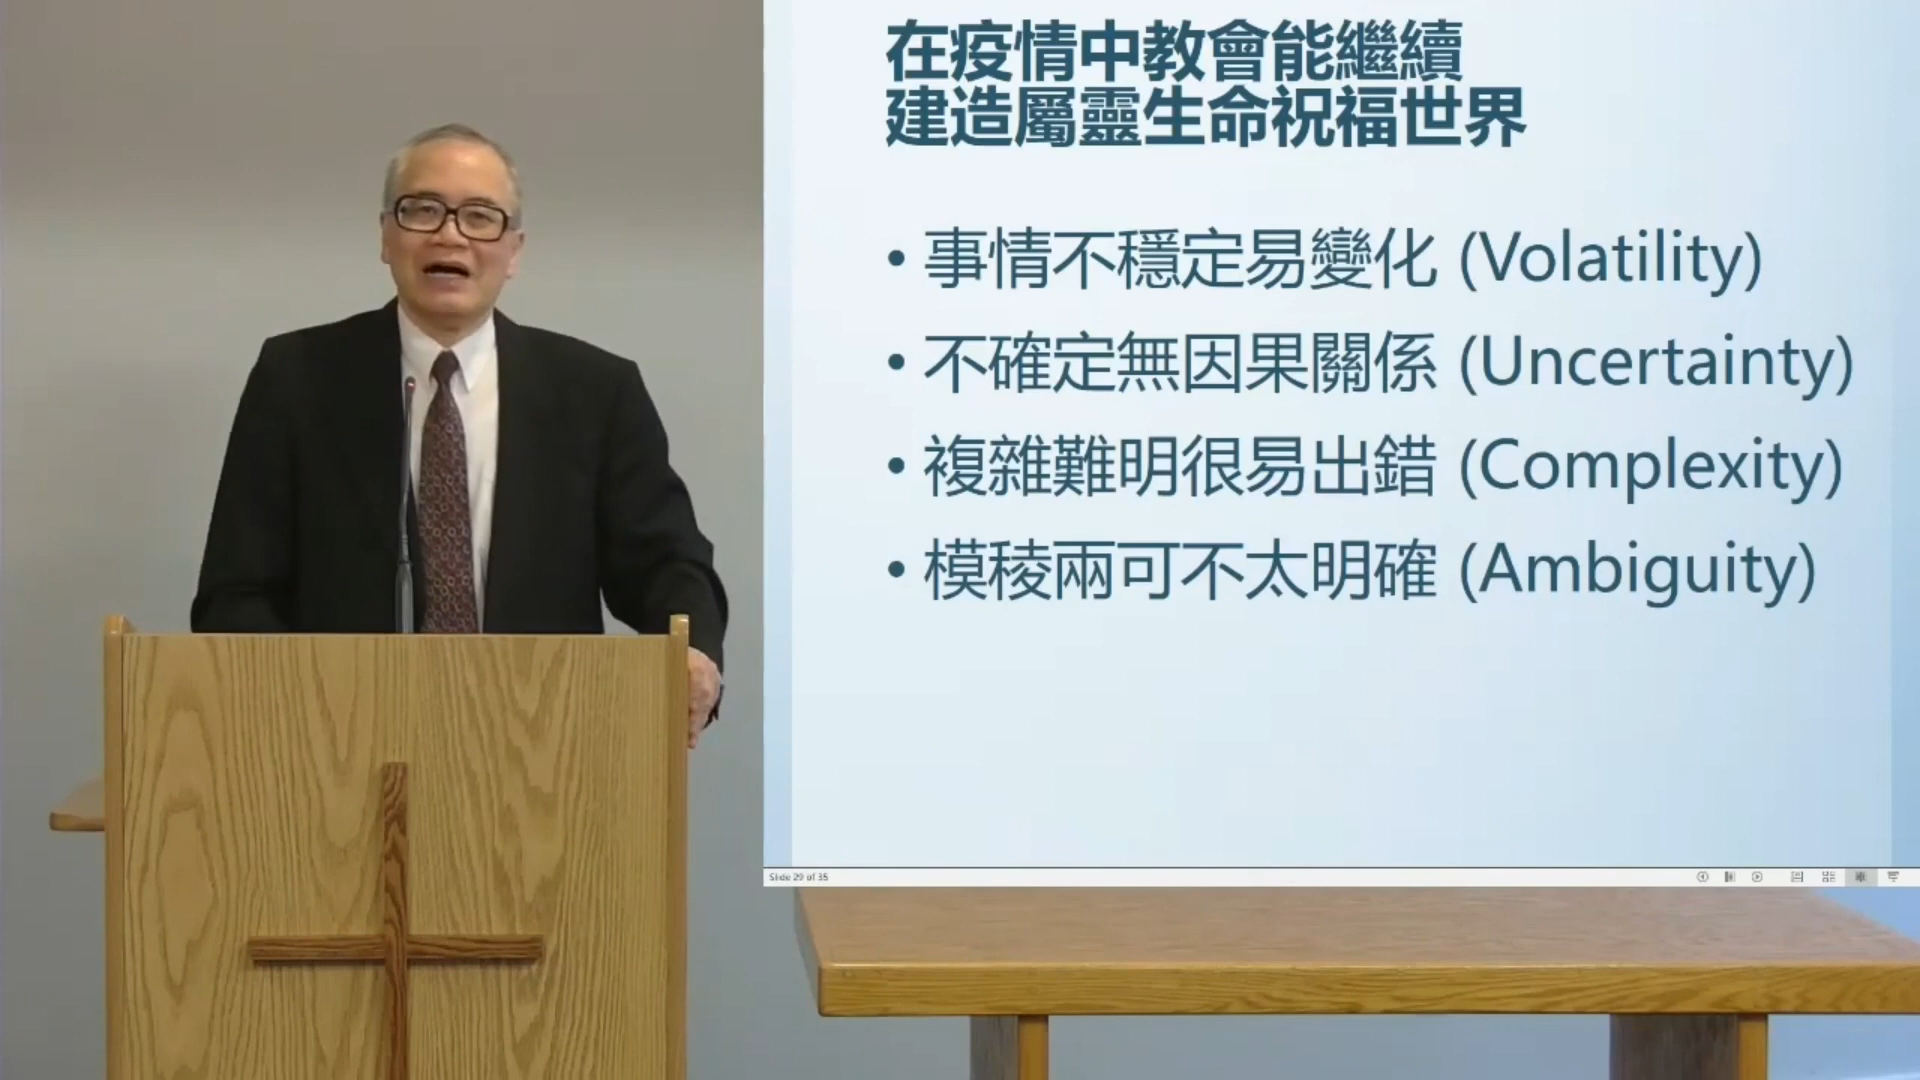 在疫情中教會能繼續
建造屬靈生命祝福世界
• 事情不穩定易變化 (Volatility)
• 不確定無因果關係 (Uncertainty)
• 複雜難明很易出錯 (Complexity)
• 模稜兩可不太明確 (Ambiguity)
Slide 29 of 35